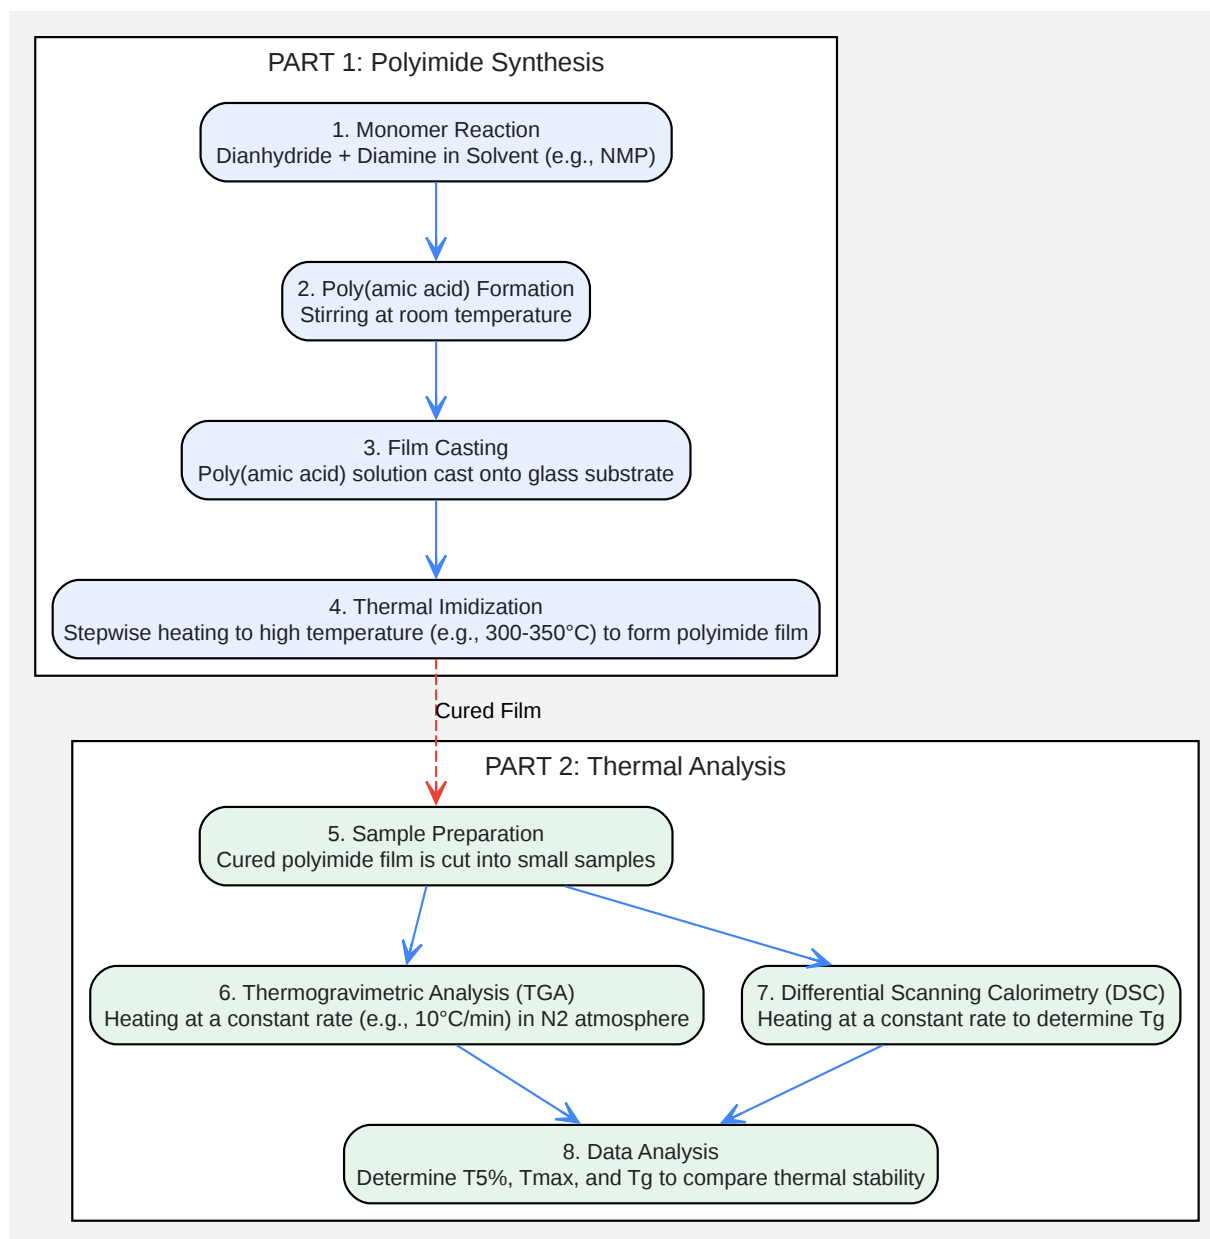 PART 1: Polyimide Synthesis
1. Monomer Reaction
Dianhydride + Diamine in Solvent (e.g., NMP)
2. Poly(amic acid) Formation
Stirring at room temperature
3. Film Casting
Poly(amic acid) solution cast onto glass substrate
4. Thermal Imidization
Stepwise heating to high temperature (e.g., 300-350°C) to form polyimide film
Cured Film
PART 2: Thermal Analysis
5. Sample Preparation
Cured polyimide film is cut into small samples
6. Thermogravimetric Analysis (TGA)
Heating at a constant rate (e.g., 10°C/min) in N2 atmosphere
7. Differential Scanning Calorimetry (DSC)
Heating at a constant rate to determine Tg
8. Data Analysis
Determine T5%, Tmax, and Tg to compare thermal stability